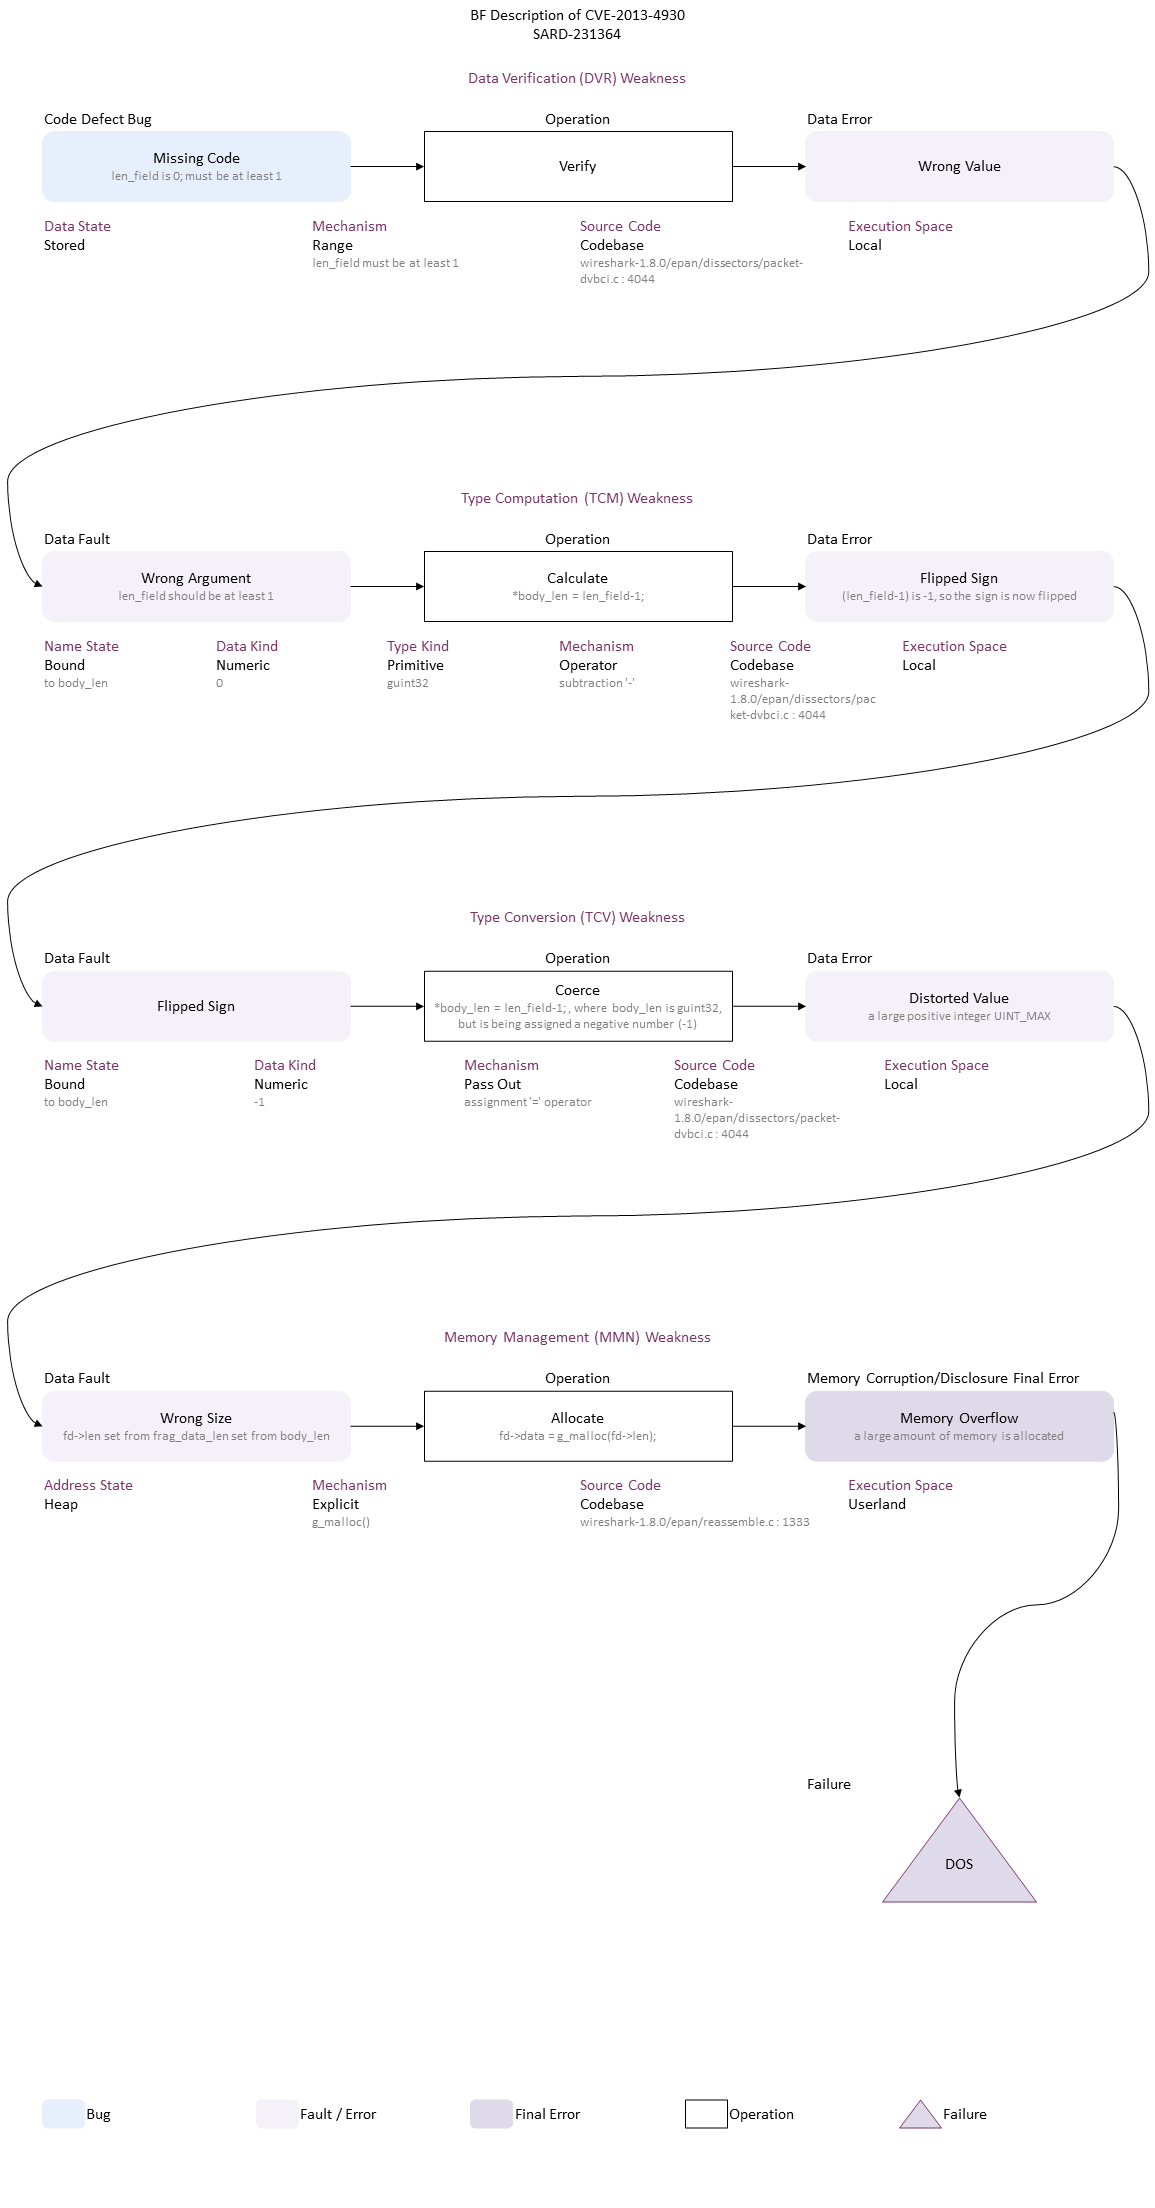 BF Description of CVE-2013-4930
SARD-231364
Data Verification (DVR) Weakness
Code Defect Bug
Operation
Data Error
Missing Code
len_field is 0; must be at least 1
Verify
Wrong Value
Data State
Mechanism
Source Code
Execution Space
Stored
Range
Codebase
Local
len_field must be at least 1
wireshark-1.8.0/epan/dissectors/packet-
dvbci.c : 4044
Type Computation (TCM) Weakness
Data Fault
Operation
Data Error
Wrong Argument
len_field should be at least 1
Calculate
*body_len = len_field-1;
Flipped Sign
(len_field-1) is -1, so the sign is now flipped
Name State
Data Kind
Type Kind
Mechanism
Source Code
Execution Space
Bound
Numeric
Primitive
Operator
Codebase
Local
to body_len
0
guint32
subtraction '-'
wireshark-
1.8.0/epan/dissectors/pac
ket-dvbci.c : 4044
Type Conversion (TCV) Weakness
Data Fault
Operation
Data Error
Flipped Sign
Coerce
*body_len = len_field-1; , where body_len is guint32,
but is being assigned a negative number (-1)
Distorted Value
a large positive integer UINT_MAX
Name State
Data Kind
Mechanism
Source Code
Execution Space
Bound
Numeric
Pass Out
Codebase
Local
to body_len
-1
assignment '=' operator
wireshark-
1.8.0/epan/dissectors/packet-
dvbci.c : 4044
Memory Management (MMN) Weakness
Data Fault
Operation
Memory Corruption/Disclosure Final Error
Wrong Size
fd->len set from frag_data_len set from body_len
Allocate
fd->data = g_malloc(fd->len);
Memory Overflow
a large amount of memory is allocated
Address State
Mechanism
Source Code
Execution Space
Heap
Explicit
Codebase
Userland
g_malloc()
wireshark-1.8.0/epan/reassemble.c : 1333
Failure
DOS
Bug
Fault / Error
Final Error
Operation
Failure